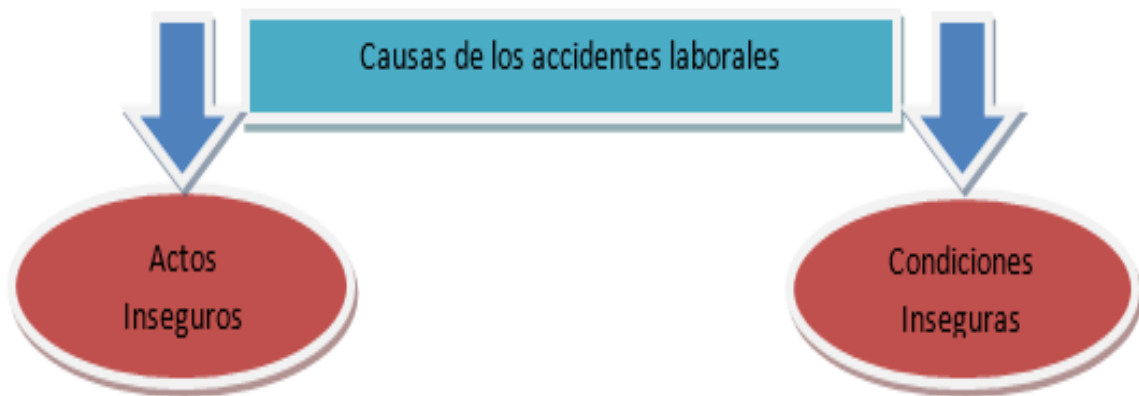 Causas de los accidentes laborales
Actos
Inseguros
Condiciones
Inseguras